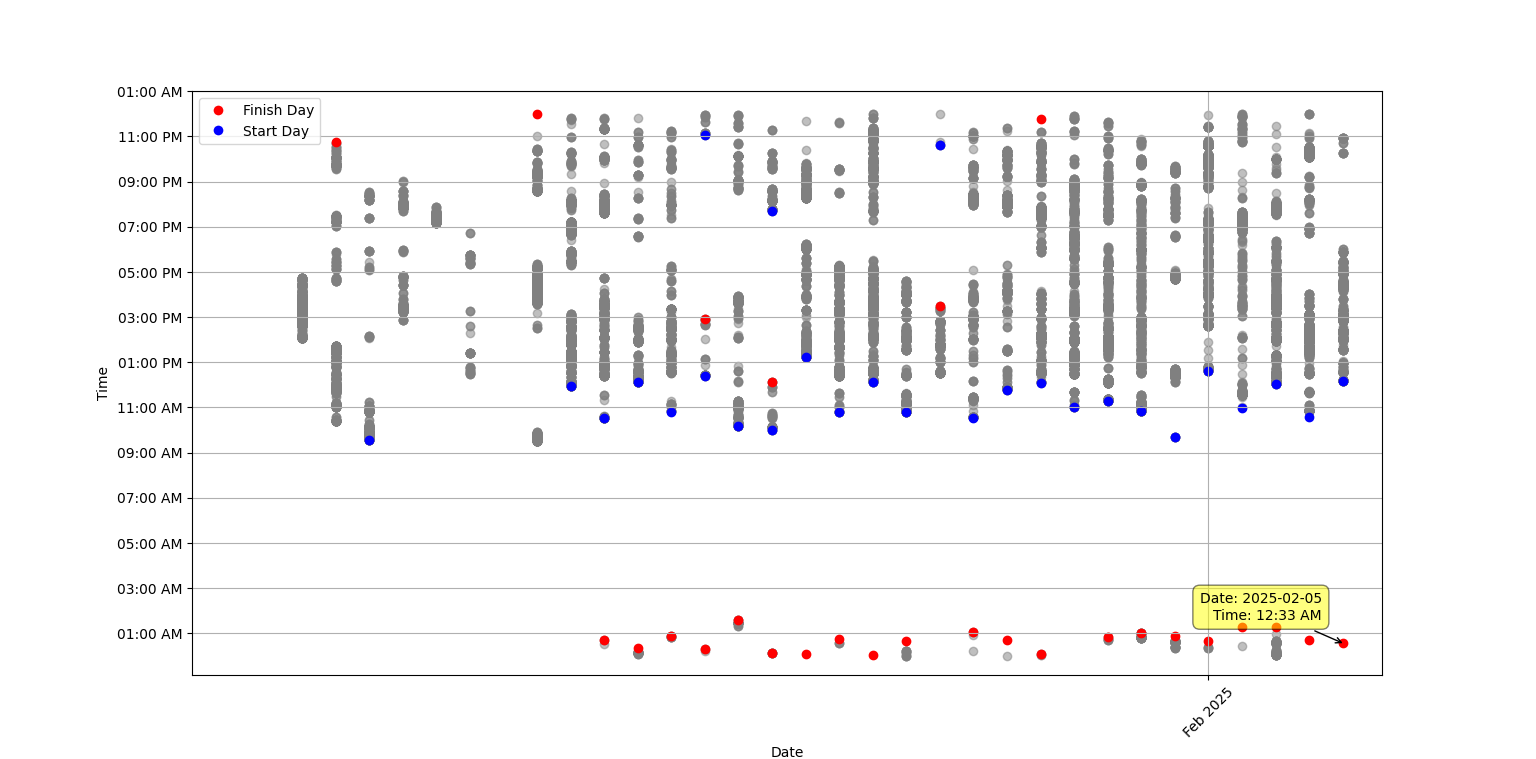 01:00 AM
11:00 PM
09:00 PM
07:00 PM
05:00 PM
03:00 PM
01:00 PM
11:00 AM
09:00 AM
07:00 AM
05:00 AM
03:00 AM
01:00 AM
Time
Finish Day
Start Day
Date: 2025-02-05
Time: 12:33 AM
Feb 2025
Date